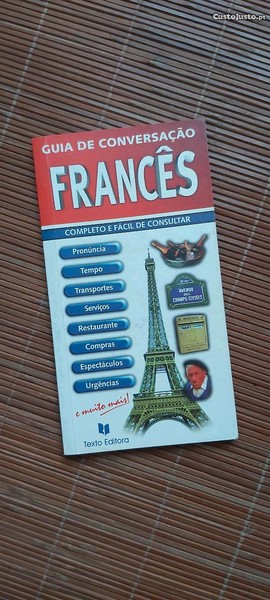 CustoJusto.pt
GUIA DE CONVERSAÇÃO
FRANCÊS
COMPLETO E FÁCIL DE CONSULTAR
Pronúncia
Tempo
Transportes
Serviços
Restaurante
Compras
Espectáculos
Urgências
e muito mais!
AVENUE
DES
CHAMPS-ÉLYSÉES
Texto Editora